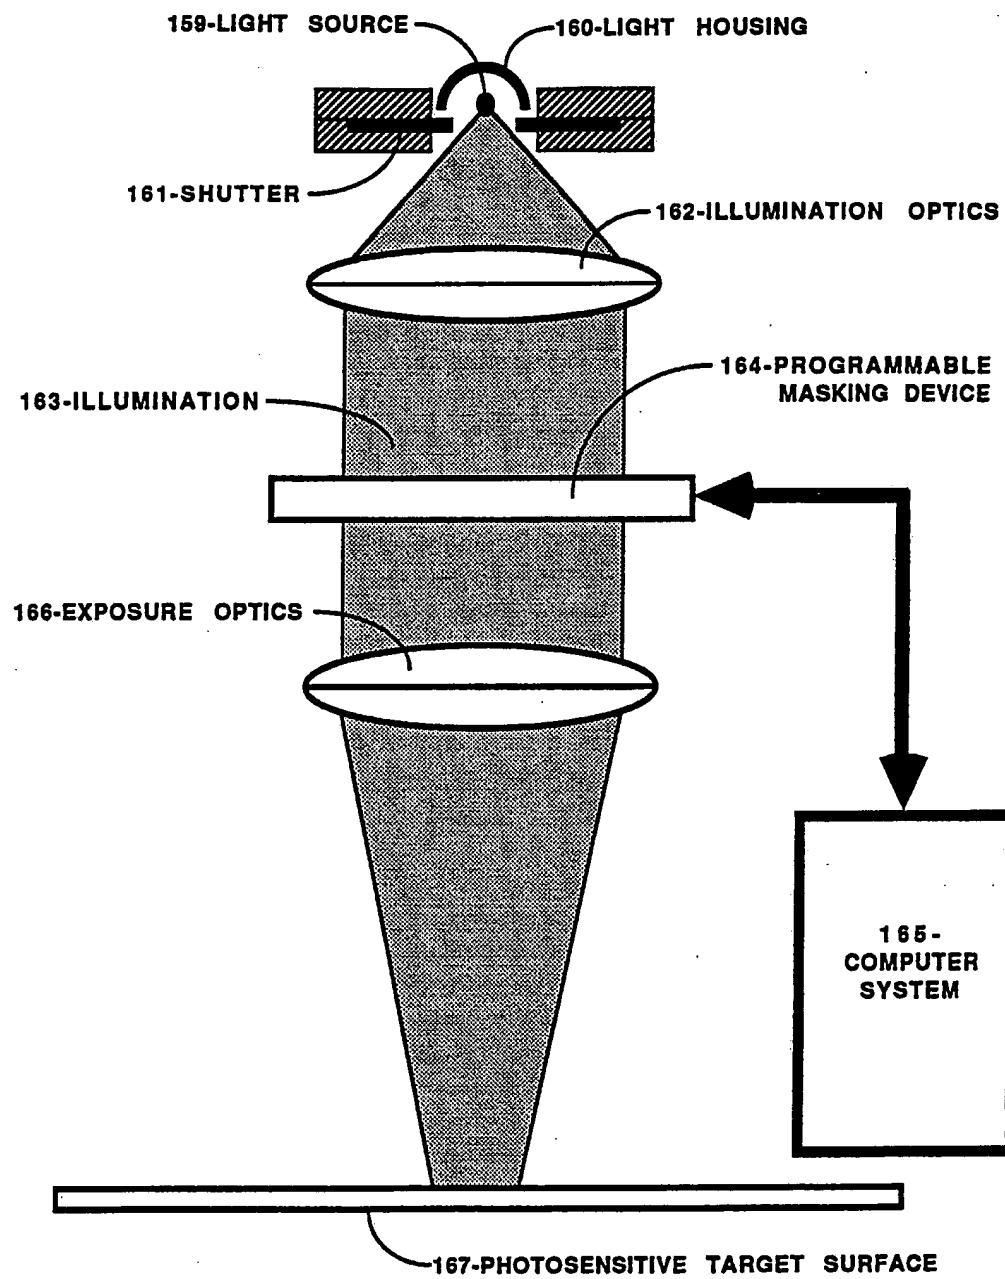 159-LIGHT SOURCE
160-LIGHT HOUSING
161-SHUTTER
162-ILLUMINATION OPTICS
164-PROGRAMMABLE
MASKING DEVICE
163-ILLUMINATION
166-EXPOSURE OPTICS
165-
COMPUTER
SYSTEM
167-PHOTOSENSITIVE TARGET SURFACE